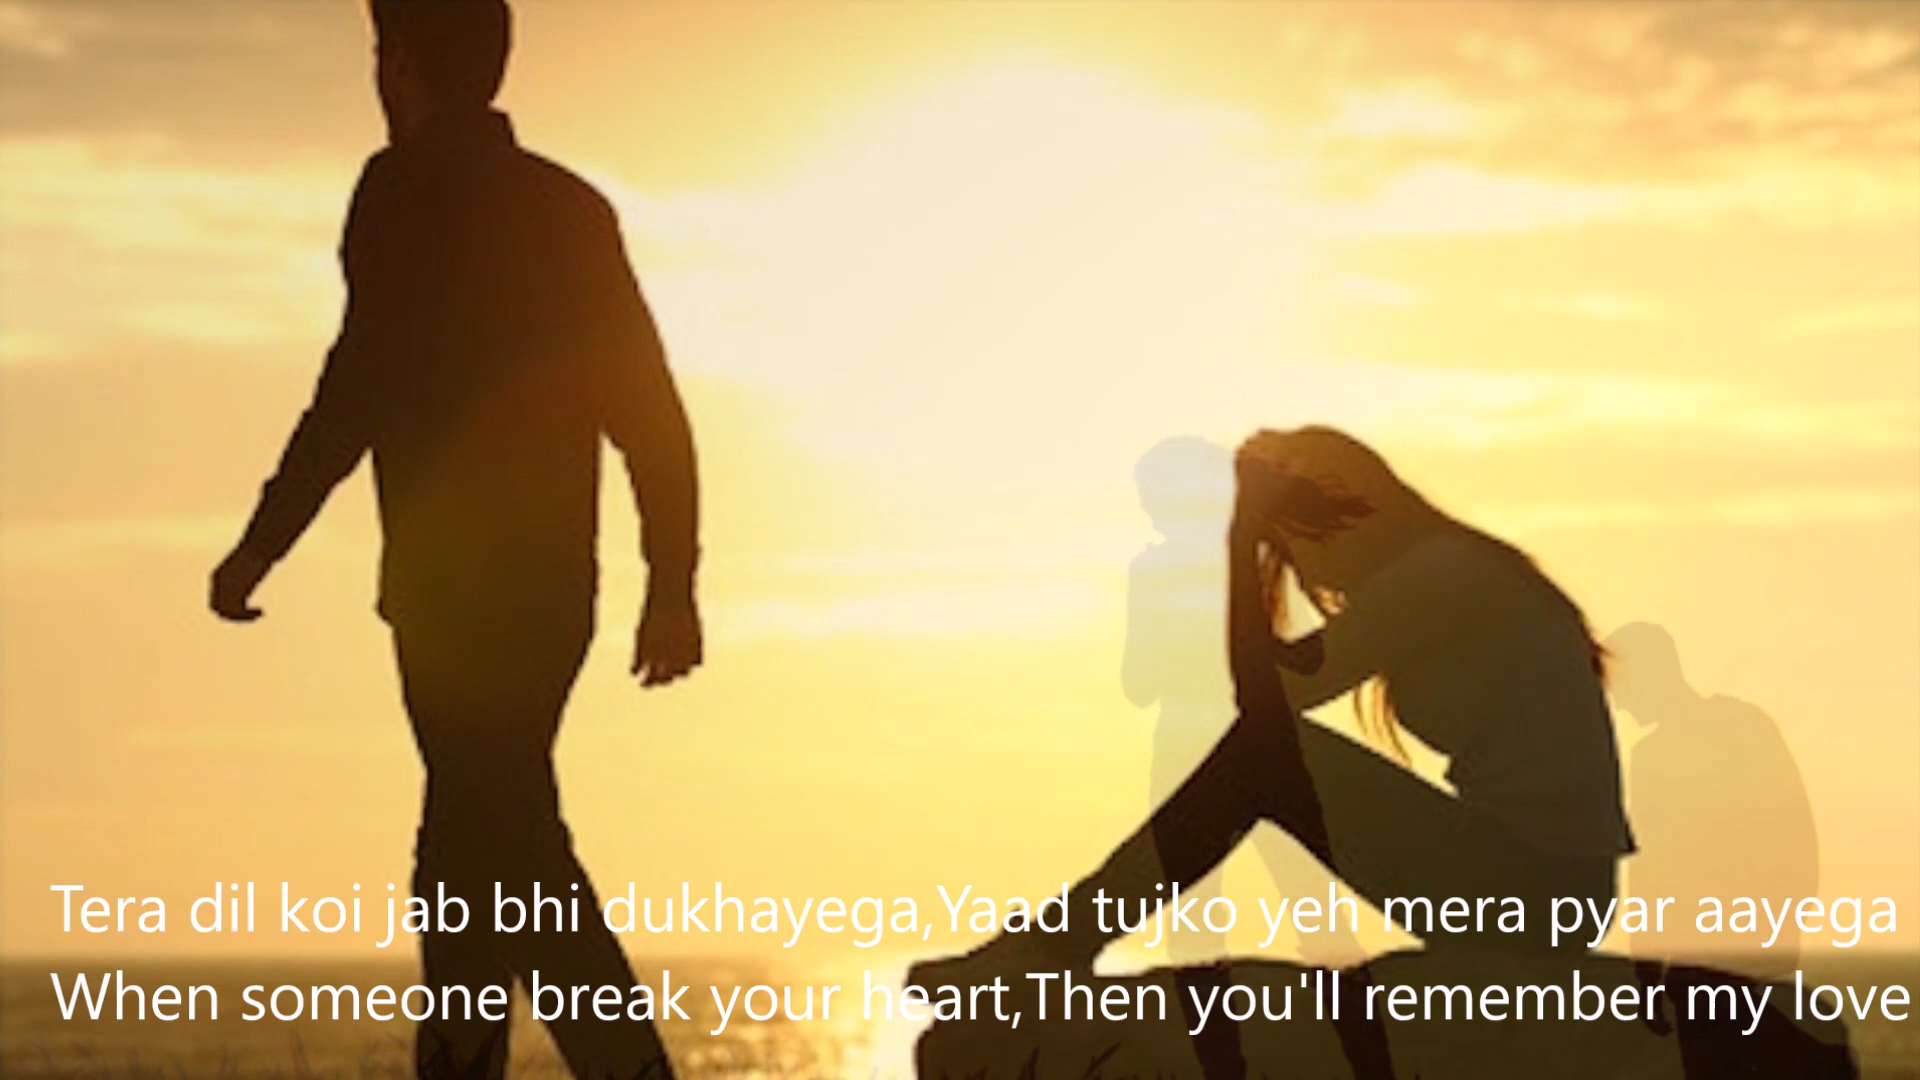 Tera dil koi jab bhi dukhayega,Yaad tujko yeh mera pyar aayega
When someone break your heart,Then you'll remember my love